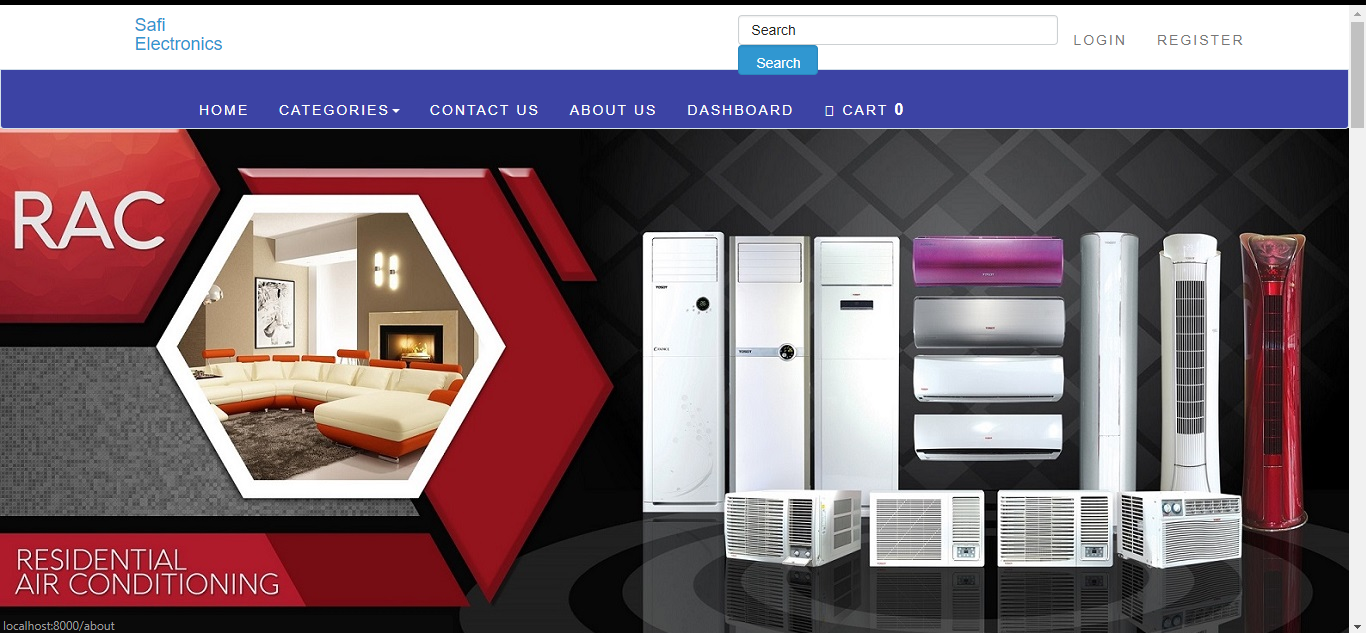 Safi
Electronics
Search
Search
LOGIN
REGISTER
HOME
CATEGORIES
CONTACT US
ABOUT US
DASHBOARD
CART 0
RAC
RESIDENTIAL
AIR CONDITIONING
localhost:8000/about